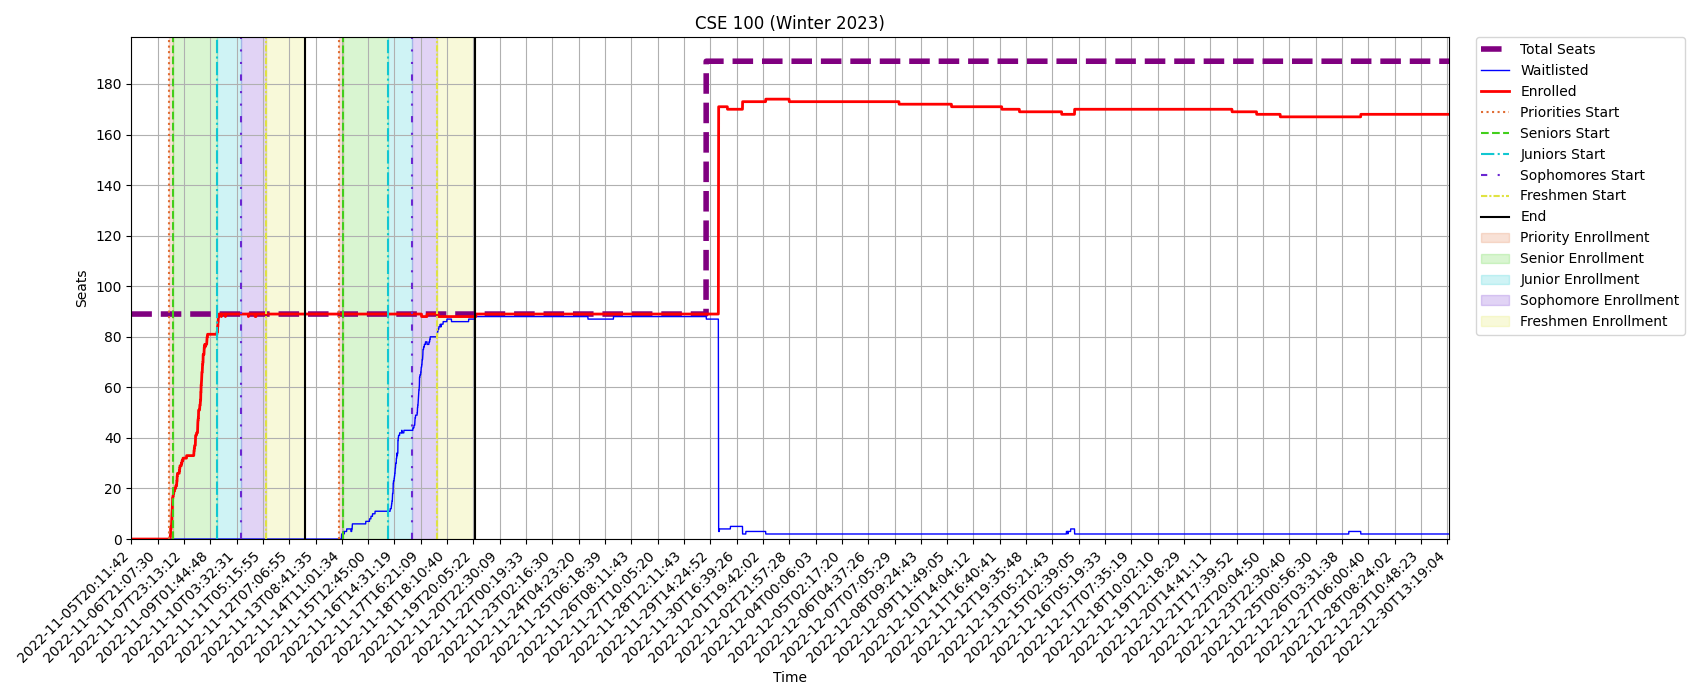 CSE 100 (Winter 2023)
Seats
180
160
140
120
100
80
60
40
20
0
2022-11-05T20:11:42
2022-11-06T21:07:30
2022-11-07T23:13:12
2022-11-09T01:44:48
2022-11-10T03:32:31
2022-11-11T05:15:55
2022-11-12T07:06:55
2022-11-13T08:41:35
2022-11-14T11:01:34
2022-11-15T12:45:00
2022-11-16T14:31:19
2022-11-17T16:21:09
2022-11-18T18:10:40
2022-11-19T20:05:22
2022-11-20T22:30:09
2022-11-22T00:19:33
2022-11-23T02:16:30
2022-11-24T04:23:20
2022-11-25T06:18:39
2022-11-26T08:11:43
2022-11-27T10:05:20
2022-11-28T12:11:43
2022-11-29T14:24:52
2022-11-30T16:39:26
2022-12-01T19:42:02
2022-12-02T21:57:28
2022-12-04T00:06:03
2022-12-05T02:17:20
2022-12-06T04:37:26
2022-12-07T07:05:29
2022-12-08T09:24:43
2022-12-09T11:49:05
2022-12-10T14:04:12
2022-12-11T16:40:41
2022-12-12T19:35:48
2022-12-13T05:21:43
2022-12-15T02:39:05
2022-12-16T05:19:33
2022-12-17T07:35:19
2022-12-18T10:02:10
2022-12-19T12:18:29
2022-12-20T14:41:11
2022-12-21T17:39:52
2022-12-22T20:04:50
2022-12-23T22:30:40
2022-12-25T00:56:30
2022-12-26T03:31:38
2022-12-27T06:00:40
2022-12-28T08:24:02
2022-12-29T10:48:23
2022-12-30T13:19:04
Time
Total Seats
Waitlisted
Enrolled
Priorities Start
Seniors Start
Juniors Start
Sophomores Start
Freshmen Start
End
Priority Enrollment
Senior Enrollment
Junior Enrollment
Sophomore Enrollment
Freshmen Enrollment